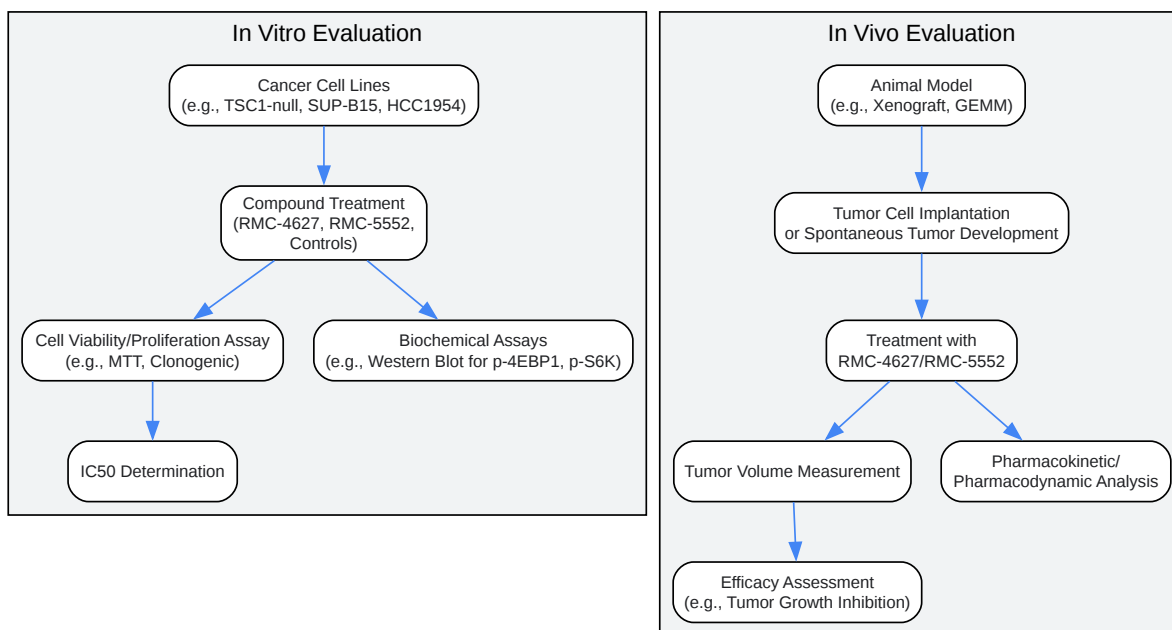 In Vitro Evaluation
Cancer Cell Lines
(e.g., TSC1-null, SUP-B15, HCC1954)
Compound Treatment
(RMC-4627, RMC-5552,
Controls)
Cell Viability/Proliferation Assay
(e.g., MTT, Clonogenic)
Biochemical Assays
(e.g., Western Blot for p-4EBP1, p-S6K)
IC50 Determination
In Vivo Evaluation
Animal Model
(e.g., Xenograft, GEMM)
Tumor Cell Implantation
or Spontaneous Tumor Development
Treatment with
RMC-4627/RMC-5552
Tumor Volume Measurement
Pharmacokinetic/
Pharmacodynamic Analysis
Efficacy Assessment
(e.g., Tumor Growth Inhibition)